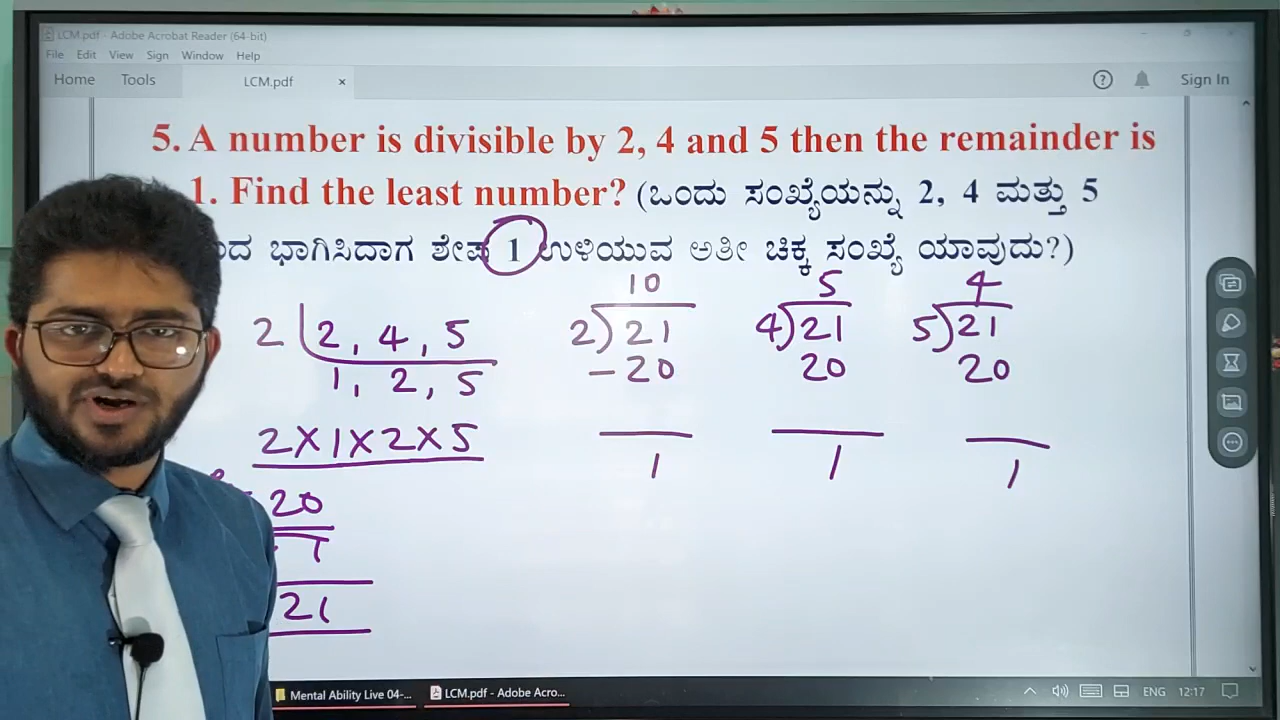 LCM.pdf - Adobe Acrobat Reader (64-bit)
File Edit View Sign Window Help
Home Tools LCM.pdf × ? Sign In
5. A number is divisible by 2, 4 and 5 then the remainder is
1. Find the least number? (ಒಂದು ಸಂಖ್ಯೆಯನ್ನು 2, 4 ಮತ್ತು 5
ಭಾಗಿಸಿದಾಗ ಶೇಷ 1 ಉಳಿಯುವ ಅತೀ ಚಿಕ್ಕ ಸಂಖ್ಯೆ ಯಾವುದು?)
10 5 4
2 2, 4, 5 2)21 4)21 5)21
1, 2, 5 -20 20 20
2×1×2×5
1 1 1
20
1
21
Mental Ability Live 04-... LCM.pdf - Adobe Acro... ENG 12:17